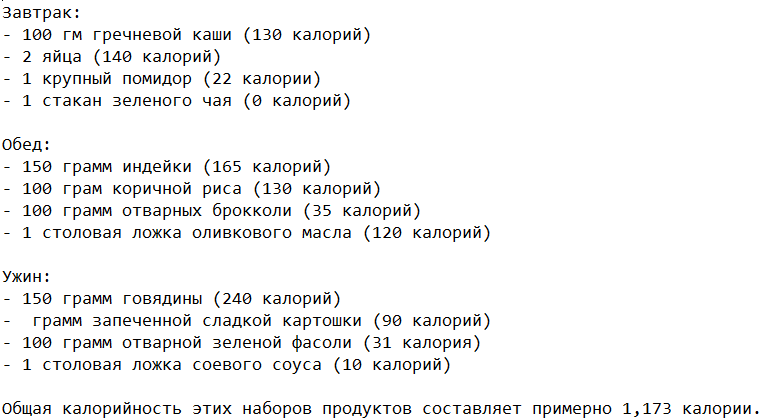 Завтрак:
- 100 гм гречневой каши (130 калорий)
- 2 яйца (140 калорий)
- 1 крупный помидор (22 калории)
- 1 стакан зеленого чая (0 калорий)

Обед:
- 150 грамм индейки (165 калорий)
- 100 грам коричной риса (130 калорий)
- 100 грамм отварных брокколи (35 калорий)
- 1 столовая ложка оливкового масла (120 калорий)

Ужин:
- 150 грамм говядины (240 калорий)
-  грамм запеченной сладкой картошки (90 калорий)
- 100 грамм отварной зеленой фасоли (31 калория)
- 1 столовая ложка соевого соуса (10 калорий)

Общая калорийность этих наборов продуктов составляет примерно 1,173 калории.